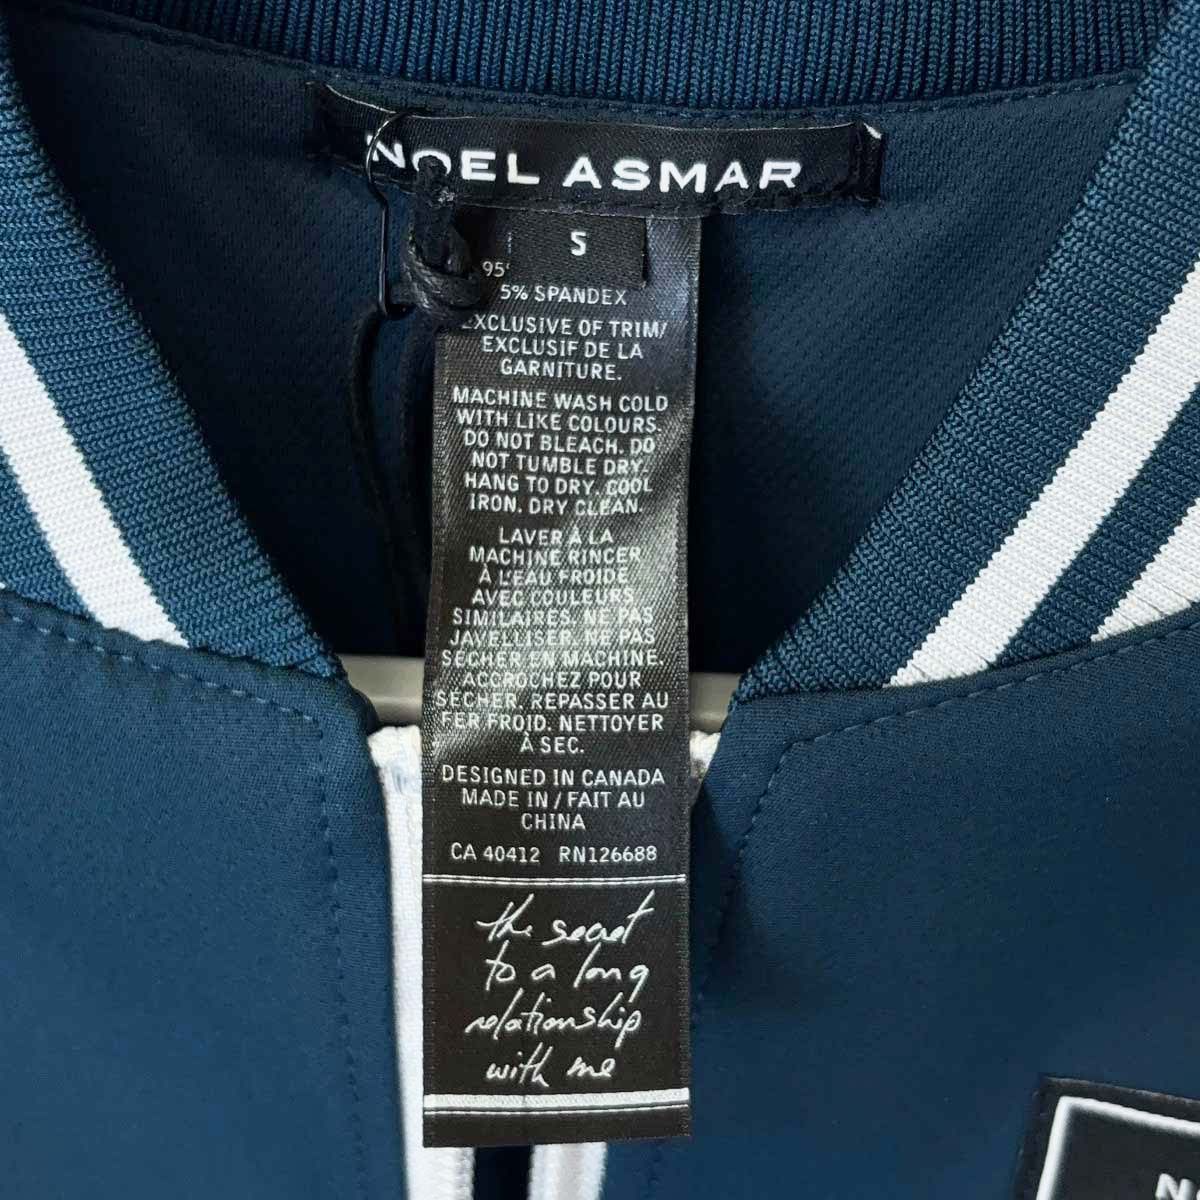 NOEL ASMAR
S
95%
5% SPANDEX
EXCLUSIVE OF TRIM/
EXCLUSIF DE LA
GARNITURE.
MACHINE WASH COLD
WITH LIKE COLOURS.
DO NOT BLEACH. DO
NOT TUMBLE DRY.
HANG TO DRY. COOL
IRON. DRY CLEAN.
LAVER À LA
MACHINE RINCER
À L'EAU FROIDE
AVEC COULEURS
SIMILAIRES. NE PAS
JAVELLISER. NE PAS
SÉCHER EN MACHINE.
ACCROCHEZ POUR
SÉCHER. REPASSER AU
FER FROID. NETTOYER
À SEC.
DESIGNED IN CANADA
MADE IN / FAIT AU
CHINA
CA 40412 RN126688
the secret
to a long
relationship
with me